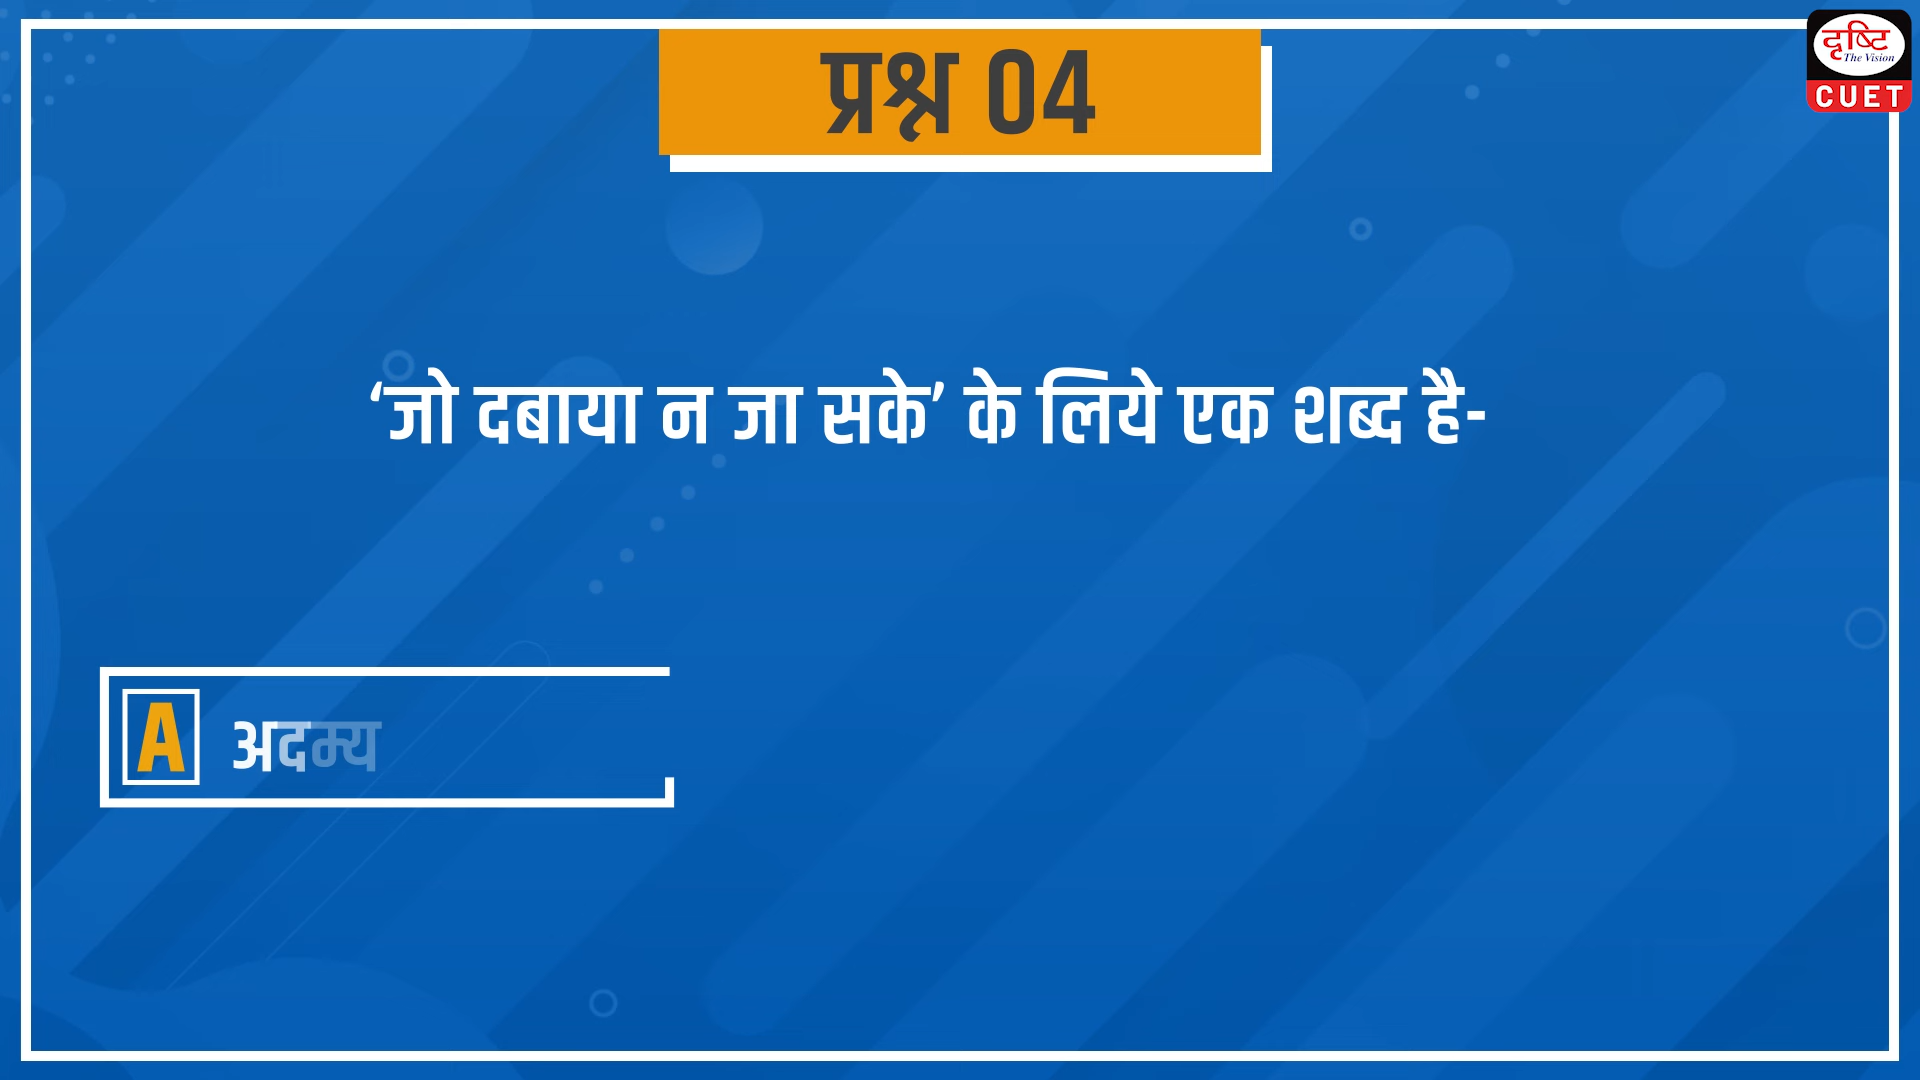 दृष्टि
The Vision
CUET
प्रश्न 04
‘जो दबाया न जा सके’ के लिये एक शब्द है-
A अदम्य